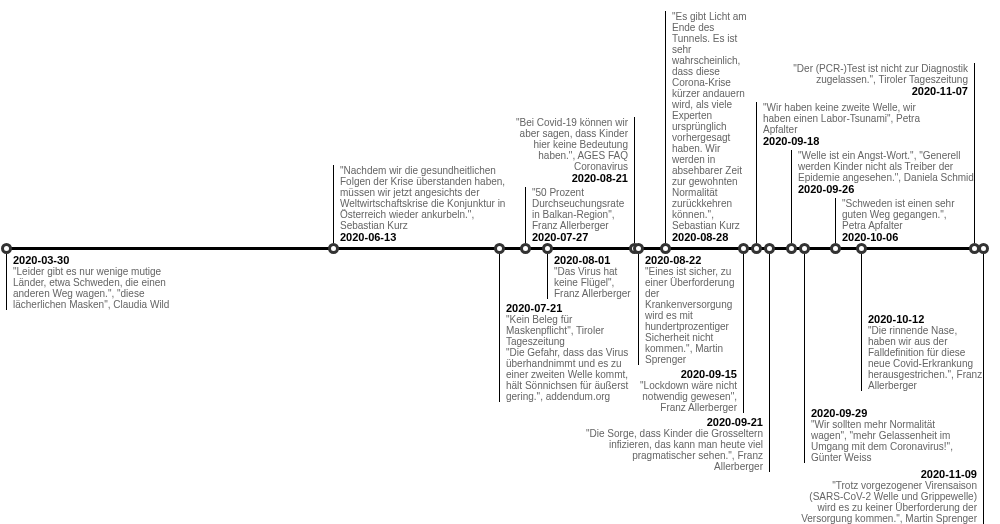 "Es gibt Licht am
Ende des
Tunnels. Es ist
sehr
wahrscheinlich,
dass diese
Corona-Krise
kürzer andauern
wird, als viele
Experten
ursprünglich
vorhergesagt
haben. Wir
werden in
absehbarer Zeit
zur gewohnten
Normalität
zurückkehren
können.",
Sebastian Kurz
2020-08-28
"Der (PCR-)Test ist nicht zur Diagnostik
zugelassen.", Tiroler Tageszeitung
2020-11-07
"Wir haben keine zweite Welle, wir
haben einen Labor-Tsunami", Petra
Apfalter
2020-09-18
"Bei Covid-19 können wir
aber sagen, dass Kinder
hier keine Bedeutung
haben.", AGES FAQ
Coronavirus
2020-08-21
"Welle ist ein Angst-Wort.", "Generell
werden Kinder nicht als Treiber der
Epidemie angesehen.", Daniela Schmid
2020-09-26
"Nachdem wir die gesundheitlichen
Folgen der Krise überstanden haben,
müssen wir jetzt angesichts der
Weltwirtschaftskrise die Konjunktur in
Österreich wieder ankurbeln.",
Sebastian Kurz
2020-06-13
"50 Prozent
Durchseuchungsrate
in Balkan-Region",
Franz Allerberger
2020-07-27
"Schweden ist einen sehr
guten Weg gegangen.",
Petra Apfalter
2020-10-06
2020-03-30
"Leider gibt es nur wenige mutige
Länder, etwa Schweden, die einen
anderen Weg wagen.", "diese
lächerlichen Masken", Claudia Wild
2020-08-01
"Das Virus hat
keine Flügel",
Franz Allerberger
2020-08-22
"Eines ist sicher, zu
einer Überforderung
der
Krankenversorgung
wird es mit
hundertprozentiger
Sicherheit nicht
kommen.", Martin
Sprenger
2020-07-21
"Kein Beleg für
Maskenpflicht", Tiroler
Tageszeitung
"Die Gefahr, dass das Virus
überhandnimmt und es zu
einer zweiten Welle kommt,
hält Sönnichsen für äußerst
gering.", addendum.org
2020-10-12
"Die rinnende Nase,
haben wir aus der
Falldefinition für diese
neue Covid-Erkrankung
herausgestrichen.", Franz
Allerberger
2020-09-15
"Lockdown wäre nicht
notwendig gewesen",
Franz Allerberger
2020-09-21
"Die Sorge, dass Kinder die Grosseltern
infizieren, das kann man heute viel
pragmatischer sehen.", Franz
Allerberger
2020-09-29
"Wir sollten mehr Normalität
wagen", "mehr Gelassenheit im
Umgang mit dem Coronavirus!",
Günter Weiss
2020-11-09
"Trotz vorgezogener Virensaison
(SARS-CoV-2 Welle und Grippewelle)
wird es zu keiner Überforderung der
Versorgung kommen.", Martin Sprenger